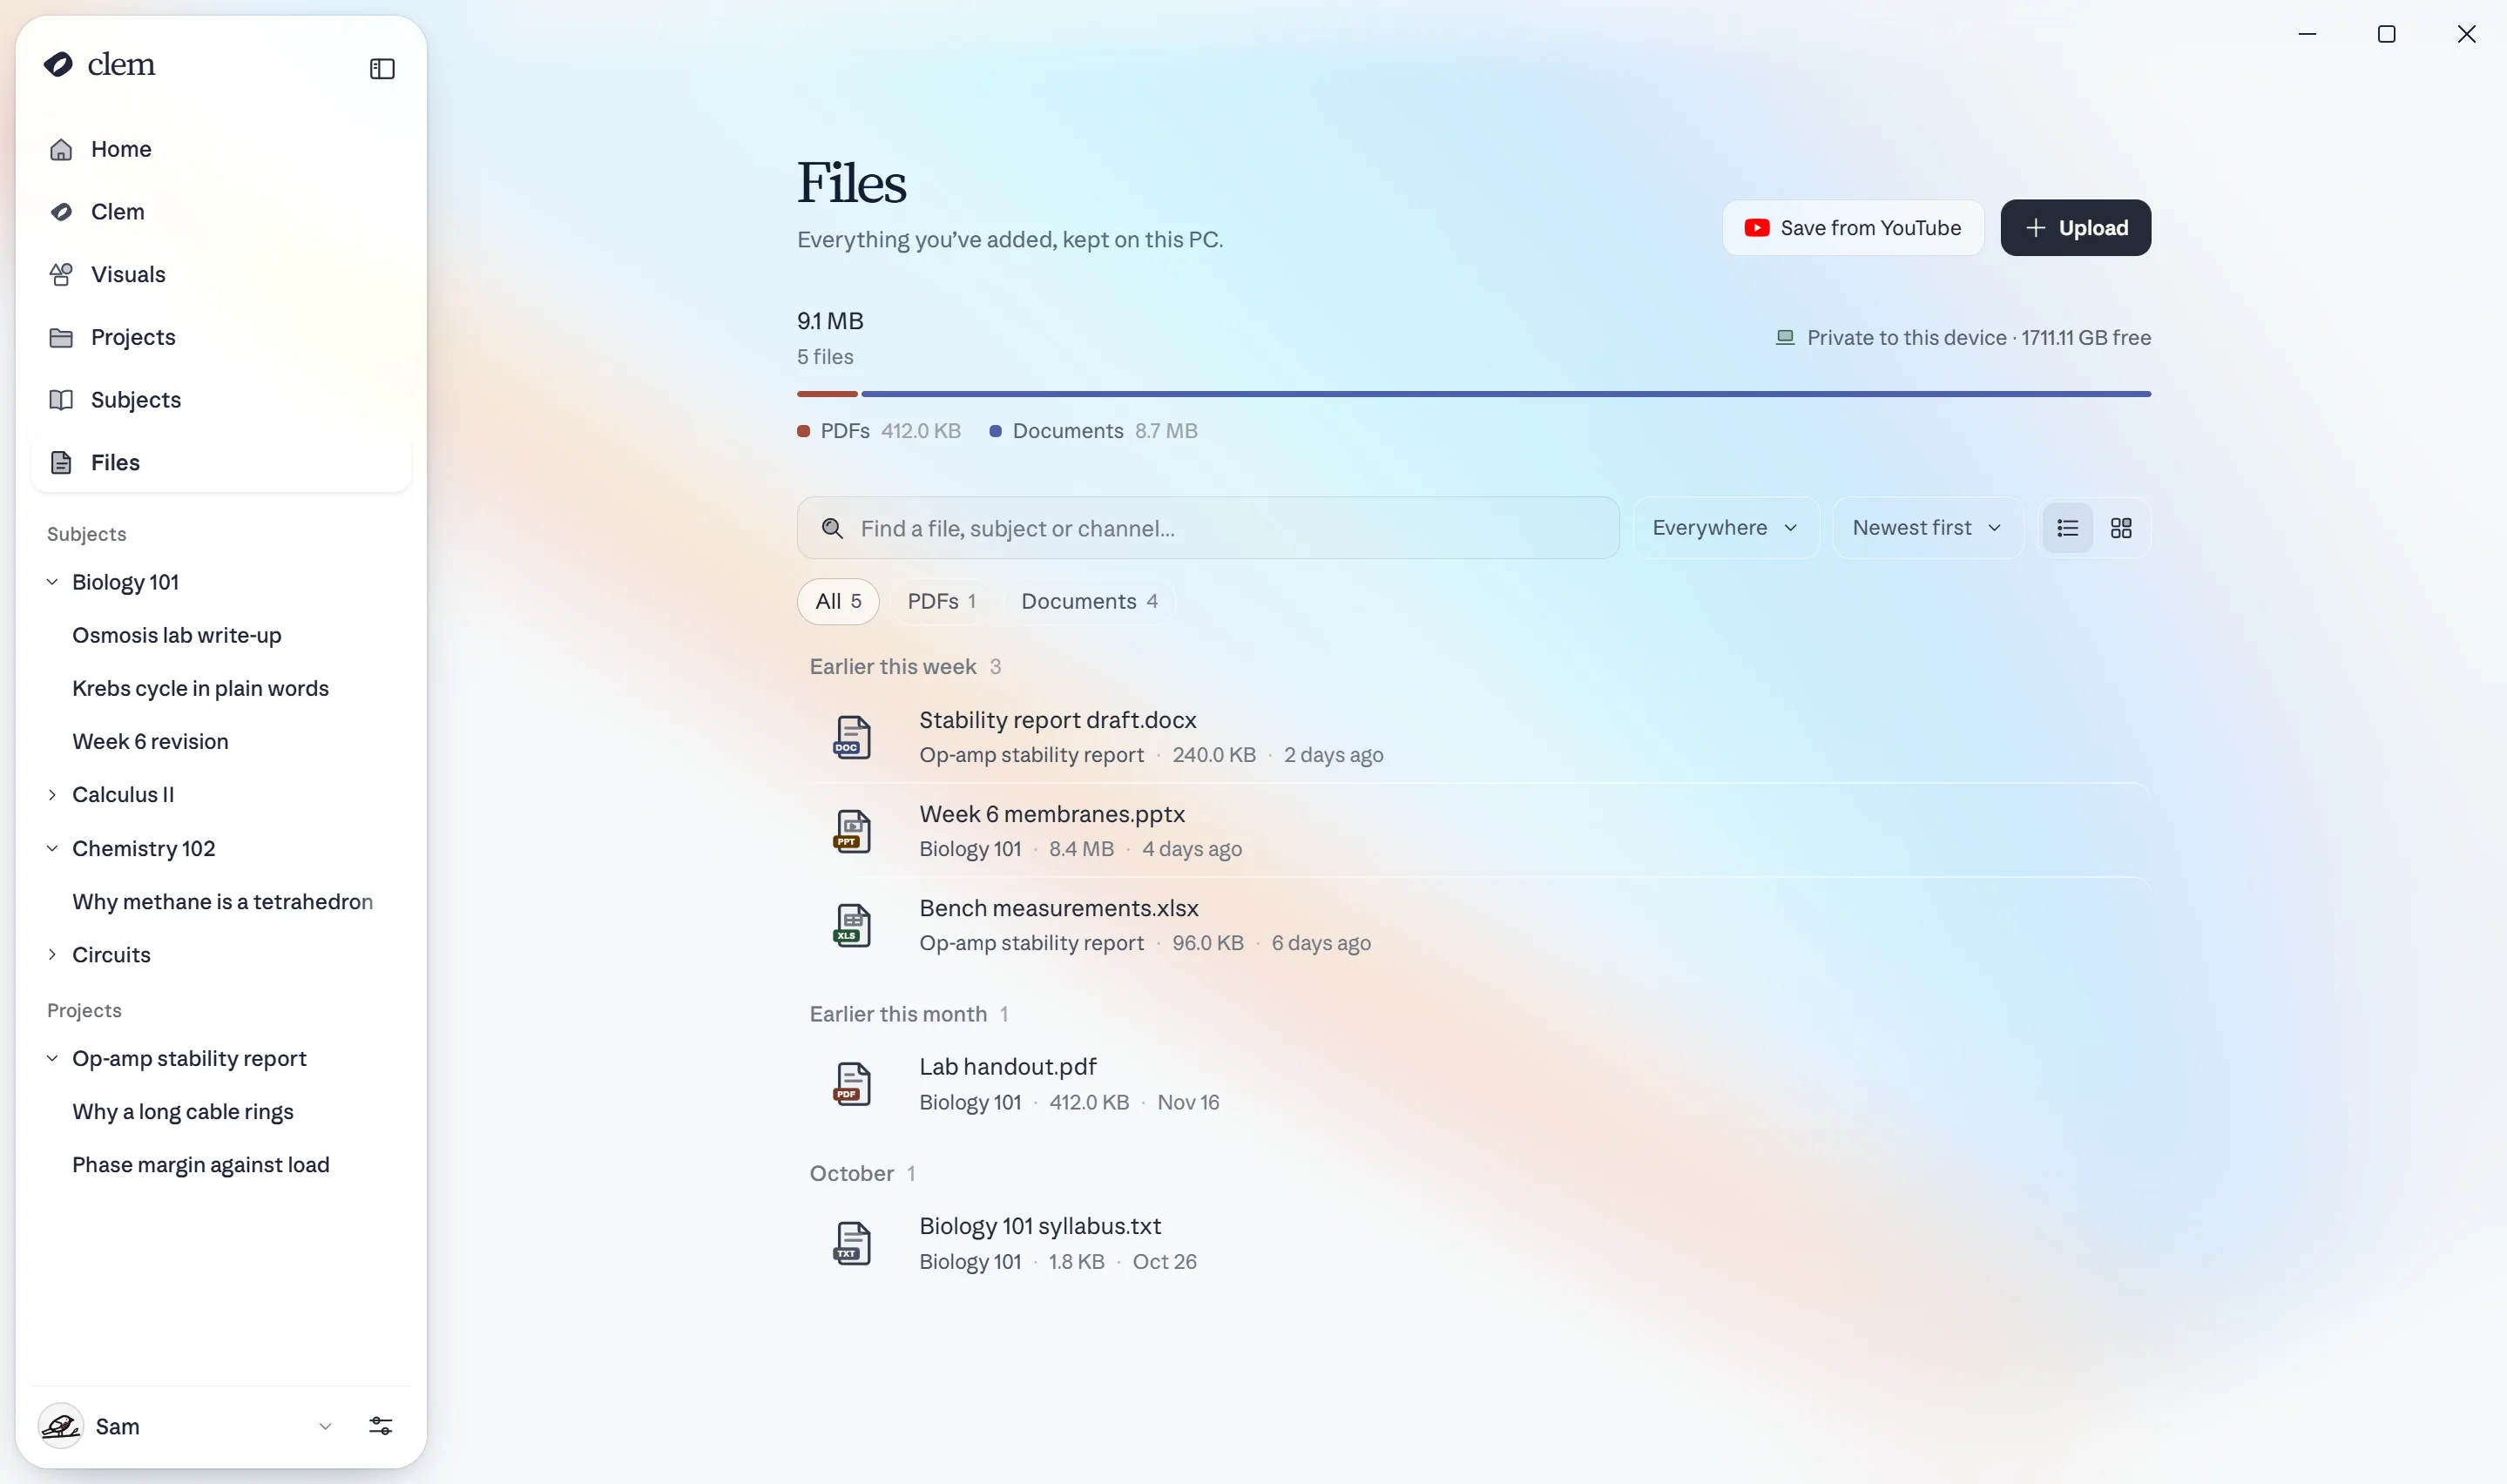 clem
Home
Clem
Visuals
Projects
Subjects
Files
Subjects
Biology 101
Osmosis lab write-up
Krebs cycle in plain words
Week 6 revision
Calculus II
Chemistry 102
Why methane is a tetrahedron
Circuits
Projects
Op-amp stability report
Why a long cable rings
Phase margin against load
Sam
Files
Everything you’ve added, kept on this PC.
Save from YouTube
Upload
9.1 MB
5 files
Private to this device · 1711.11 GB free
PDFs 412.0 KB Documents 8.7 MB
Find a file, subject or channel...
Everywhere
Newest first
All 5 PDFs 1 Documents 4
Earlier this week 3
DOC
Stability report draft.docx
Op-amp stability report · 240.0 KB · 2 days ago
PPT
Week 6 membranes.pptx
Biology 101 · 8.4 MB · 4 days ago
XLS
Bench measurements.xlsx
Op-amp stability report · 96.0 KB · 6 days ago
Earlier this month 1
PDF
Lab handout.pdf
Biology 101 · 412.0 KB · Nov 16
October 1
TXT
Biology 101 syllabus.txt
Biology 101 · 1.8 KB · Oct 26